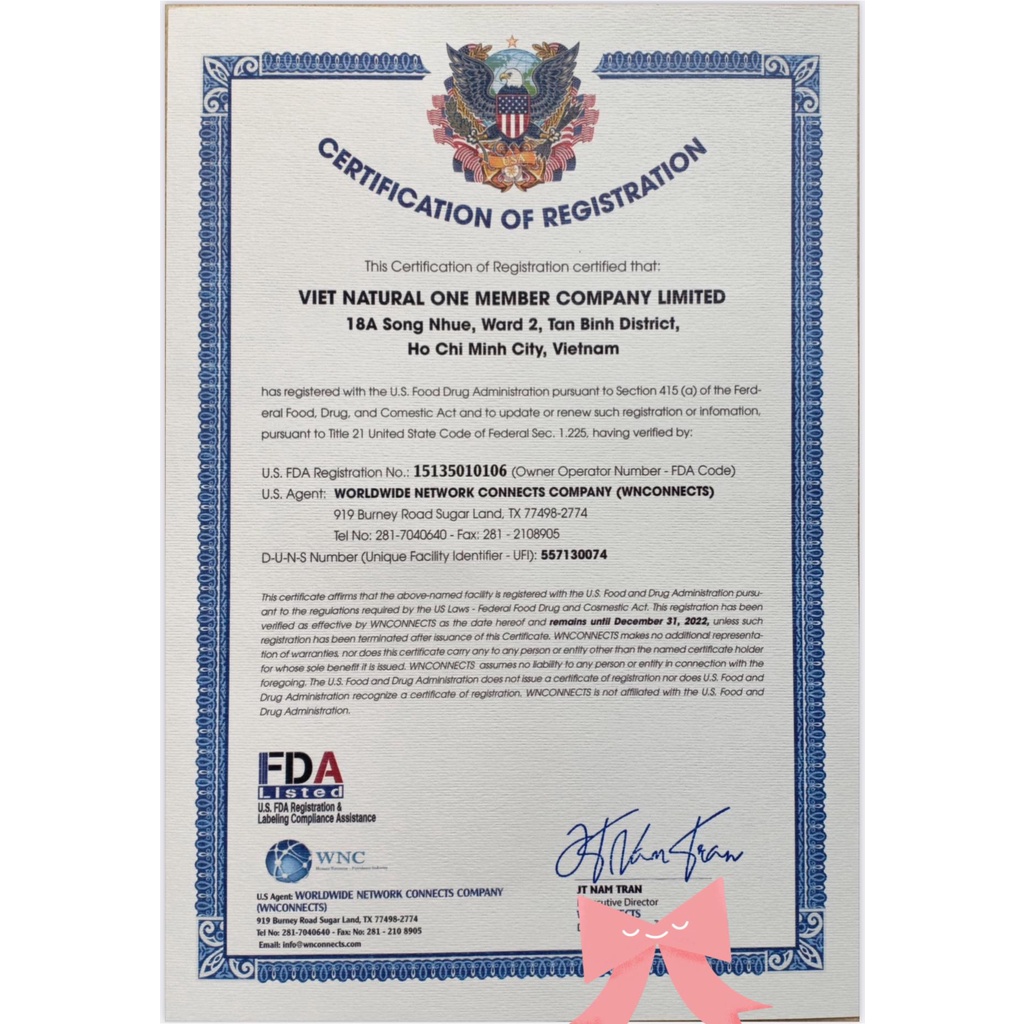 USA
CERTIFICATION OF REGISTRATION
This Certification of Registration certified that:
VIET NATURAL ONE MEMBER COMPANY LIMITED
18A Song Nhue, Ward 2, Tan Binh District,
Ho Chi Minh City, Vietnam
has registered with the U.S. Food Drug Administration pursuant to Section 415 (a) of the Ferd-
eral Food, Drug, and Comestic Act and to update or renew such registration or infomation,
pursuant to Title 21 United State Code of Federal Sec. 1.225, having verified by:
U.S. FDA Registration No.: 15135010106 (Owner Operator Number - FDA Code)
U.S. Agent: WORLDWIDE NETWORK CONNECTS COMPANY (WNCONNECTS)
919 Burney Road Sugar Land, TX 77498-2774
Tel No: 281-7040640 - Fax: 281 - 2108905
D-U-N-S Number (Unique Facility Identifier - UFI): 557130074
This certificate affirms that the above-named facility is registered with the U.S. Food and Drug Administration pursu-
ant to the regulations required by the US Laws - Federal Food Drug and Cosmestic Act. This registration has been
verified as effective by WNCONNECTS as the date hereof and remains until December 31, 2022, unless such
registration has been terminated after issuance of this Certificate. WNCONNECTS makes no additional representa-
tion of warranties, nor does this certificate carry any to any person or entity other than the named certificate holder
for whose sole benefit it is issued. WNCONNECTS assumes no liability to any person or entity in connection with the
foregoing. The U.S. Food and Drug Administration does not issue a certificate of registration nor does U.S. Food and
Drug Administration recognize a certificate of registration. WNCONNECTS is not affiliated with the U.S. Food and
Drug Administration.
FDA
Listed
U.S. FDA Registration &
Labeling Compliance Assistance
WNC
U.S Agent: WORLDWIDE NETWORK CONNECTS COMPANY
(WNCONNECTS)
919 Burney Road Sugar Land, TX 77498-2774
Tel No: 281-7040640 - Fax: No: 281 - 210 8905
Email: info@wnconnects.com
JT Nam Tran
JT NAM TRAN
Director